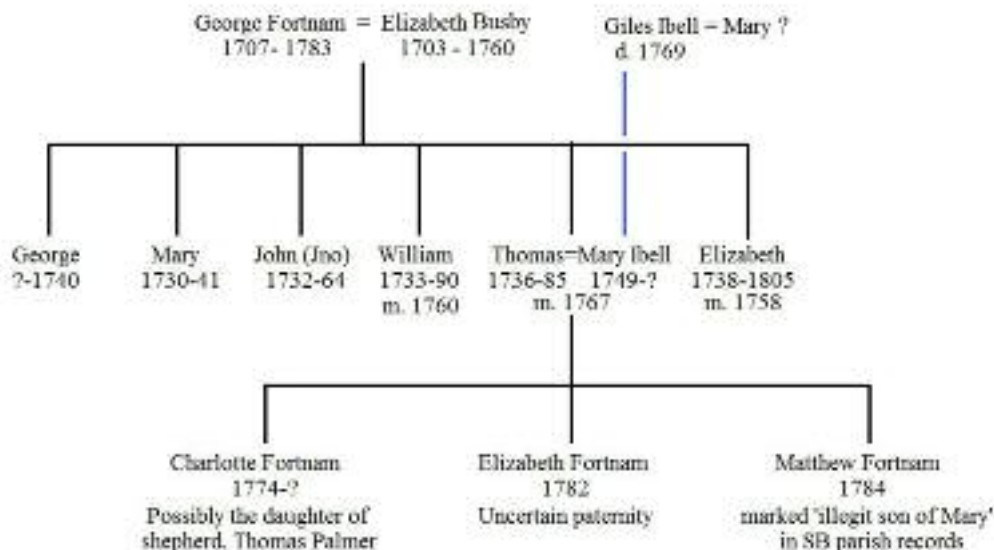 George Fortnam = Elizabeth Busby
1707- 1783 1703 - 1760
Giles Ibell = Mary ?
d. 1769
George
?-1740
Mary
1730-41
John (Jno)
1732-64
William
1733-90
m. 1760
Thomas=Mary Ibell
1736-85 1749-?
m. 1767
Elizabeth
1738-1805
m. 1758
Charlotte Fortnam
1774-?
Possibly the daughter of
shepherd, Thomas Palmer
Elizabeth Fortnam
1782
Uncertain paternity
Matthew Fortnam
1784
marked 'illegit son of Mary'
in SB parish records